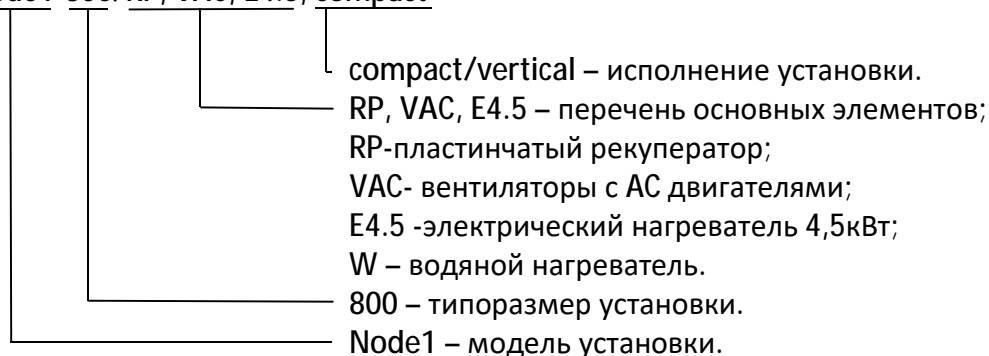 compact/vertical – исполнение установки.
RP, VAC, E4.5 – перечень основных элементов;
RP-пластинчатый рекуператор;
VAC- вентиляторы с AC двигателями;
E4.5 -электрический нагреватель 4,5кВт;
W – водяной нагреватель.
800 – типоразмер установки.
Node1 – модель установки.